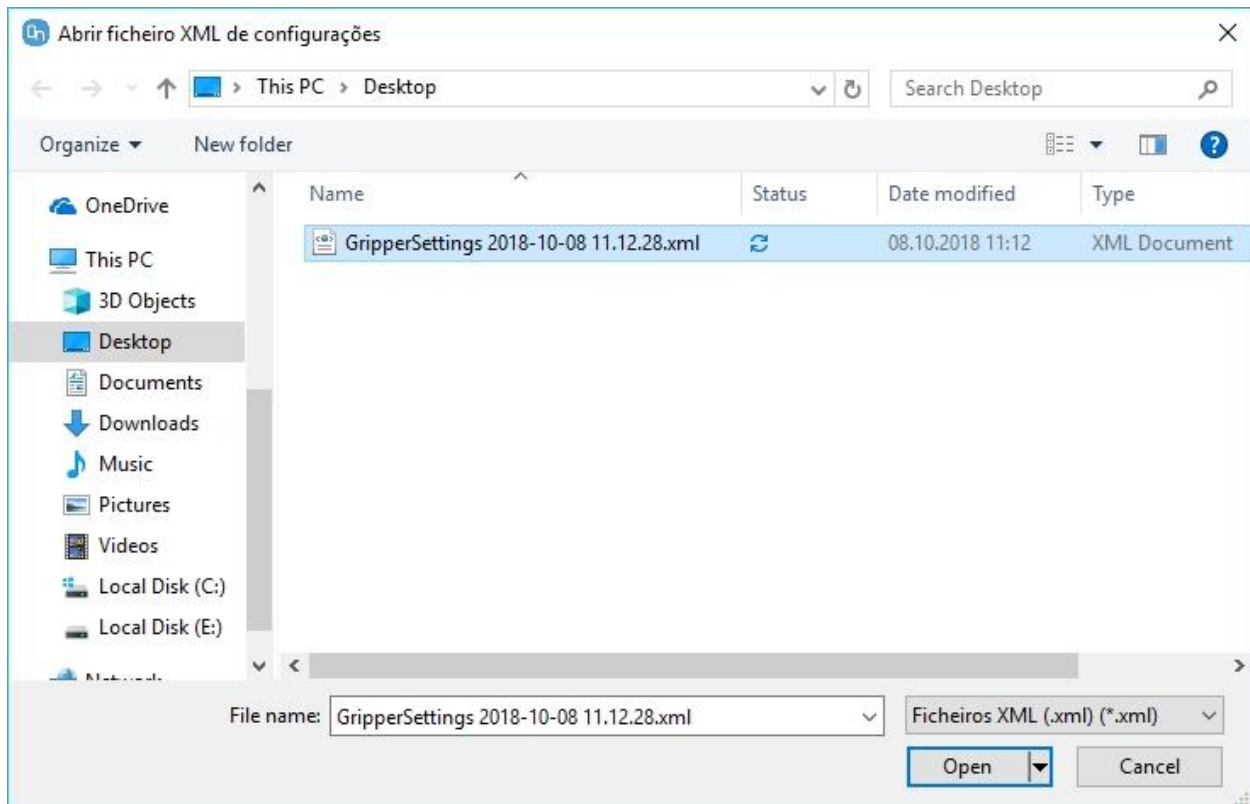 Abrir ficheiro XML de configurações
This PC > Desktop
Search Desktop
Organize
New folder
Name
Status
Date modified
Type
GripperSettings 2018-10-08 11.12.28.xml
08.10.2018 11:12
XML Document
OneDrive
This PC
3D Objects
Desktop
Documents
Downloads
Music
Pictures
Videos
Local Disk (C:)
Local Disk (E:)
File name:
GripperSettings 2018-10-08 11.12.28.xml
Ficheiros XML (.xml) (*.xml)
Open
Cancel